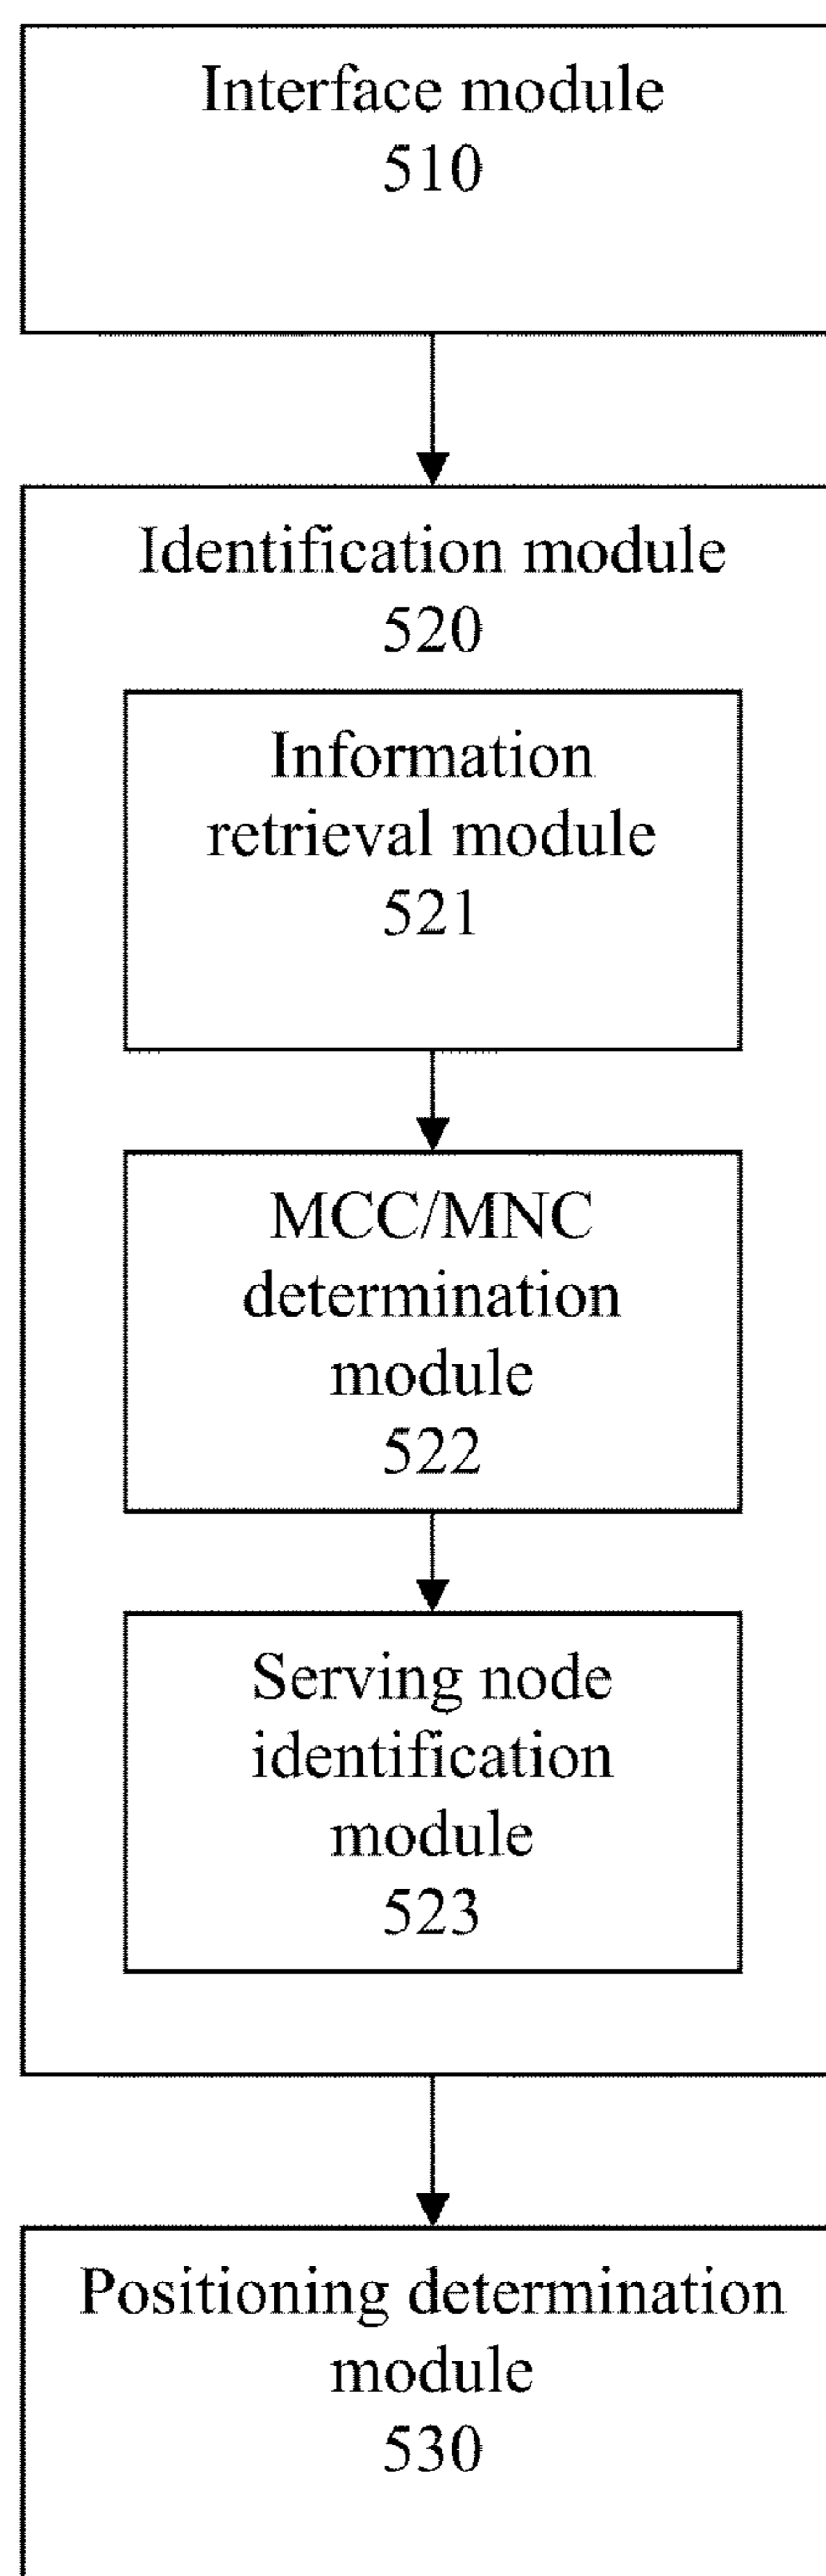 Interface module
510
Identification module
520
Information
retrieval module
521
MCC/MNC
determination
module
522
Serving node
identification
module
523
Positioning determination
module
530